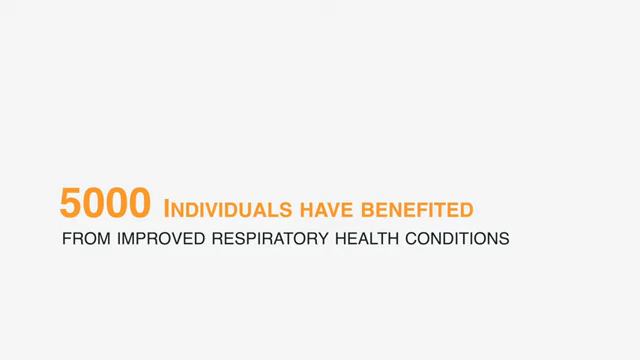 5000 Individuals have benefited
from improved respiratory health conditions